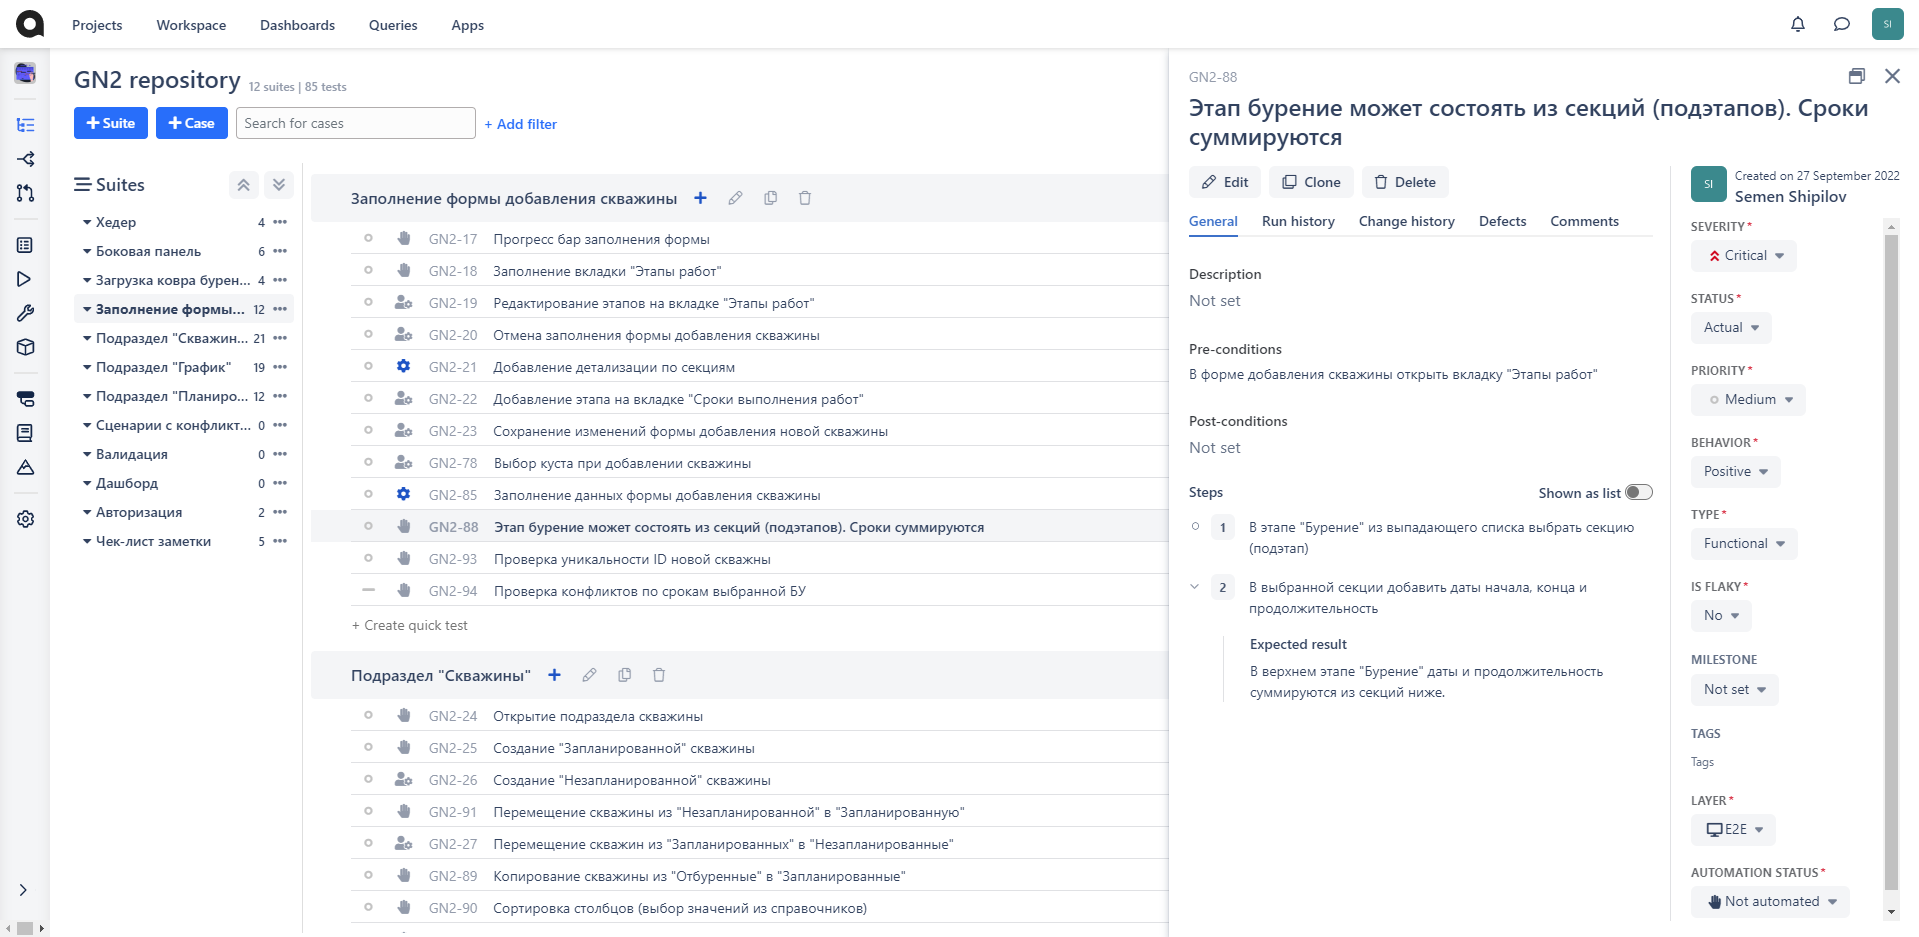 Projects
Workspace
Dashboards
Queries
Apps
SI
GN2 repository
12 suites | 85 tests
Suite
Case
Search for cases
+ Add filter
Suites
Хедер 4
Боковая панель 6
Загрузка ковра бурен... 4
Заполнение формы... 12
Подраздел "Скважин... 21
Подраздел "График" 19
Подраздел "Планиро... 12
Сценарии с конфликт... 0
Валидация 0
Дашборд 0
Авторизация 2
Чек-лист заметки 5
Заполнение формы добавления скважины
GN2-17 Прогресс бар заполнения формы
GN2-18 Заполнение вкладки "Этапы работ"
GN2-19 Редактирование этапов на вкладке "Этапы работ"
GN2-20 Отмена заполнения формы добавления скважины
GN2-21 Добавление детализации по секциям
GN2-22 Добавление этапа на вкладке "Сроки выполнения работ"
GN2-23 Сохранение изменений формы добавления новой скважины
GN2-78 Выбор куста при добавлении скважины
GN2-85 Заполнение данных формы добавления скважины
GN2-88 Этап бурение может состоять из секций (подэтапов). Сроки суммируются
GN2-93 Проверка уникальности ID новой скважны
GN2-94 Проверка конфликтов по срокам выбранной БУ
+ Create quick test
Подраздел "Скважины"
GN2-24 Открытие подраздела скважины
GN2-25 Создание "Запланированной" скважины
GN2-26 Создание "Незапланированной" скважины
GN2-91 Перемещение скважины из "Незапланированной" в "Запланированную"
GN2-27 Перемещение скважин из "Запланированных" в "Незапланированные"
GN2-89 Копирование скважины из "Отбуренные" в "Запланированные"
GN2-90 Сортировка столбцов (выбор значений из справочников)
GN2-88
Этап бурение может состоять из секций (подэтапов). Сроки
суммируются
Edit
Clone
Delete
General
Run history
Change history
Defects
Comments
Description
Not set
Pre-conditions
В форме добавления скважины открыть вкладку "Этапы работ"
Post-conditions
Not set
Steps
Shown as list
1 В этапе "Бурение" из выпадающего списка выбрать секцию
(подэтап)
2 В выбранной секции добавить даты начала, конца и
продолжительность
Expected result
В верхнем этапе "Бурение" даты и продолжительность
суммируются из секций ниже.
SI
Created on 27 September 2022
Semen Shipilov
SEVERITY*
Critical
STATUS*
Actual
PRIORITY*
Medium
BEHAVIOR*
Positive
TYPE*
Functional
IS FLAKY*
No
MILESTONE
Not set
TAGS
Tags
LAYER*
E2E
AUTOMATION STATUS*
Not automated